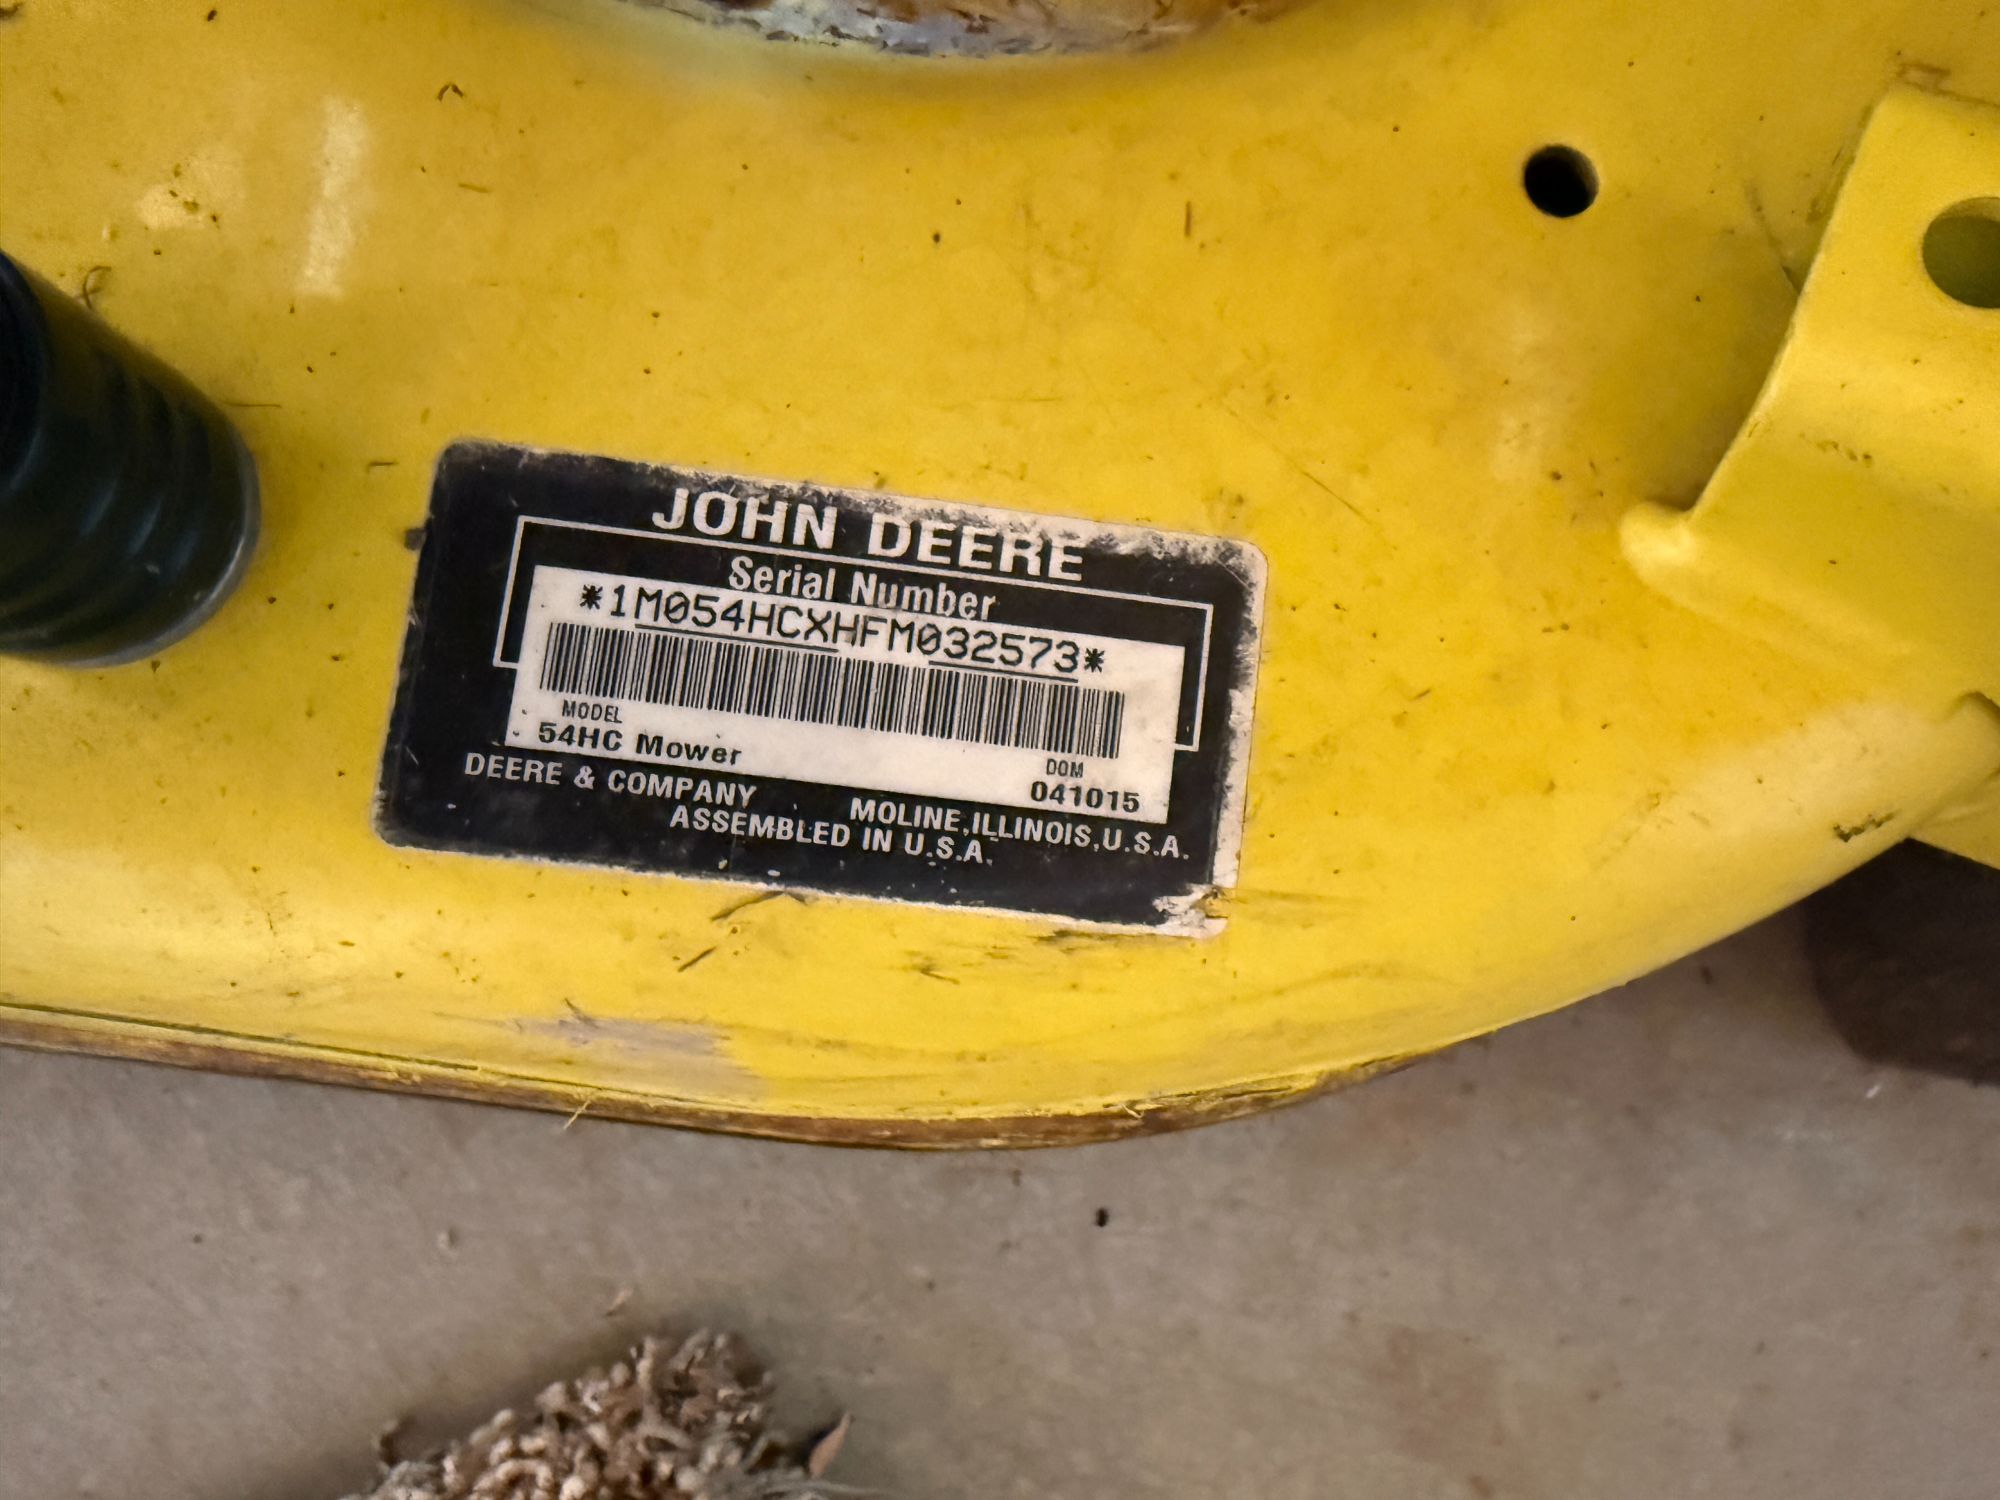 JOHN DEERE
Serial Number
*1M054HCXHFM032573*
MODEL
54HC Mower
DOM
041015
DEERE & COMPANY MOLINE, ILLINOIS, U.S.A.
ASSEMBLED IN U.S.A.